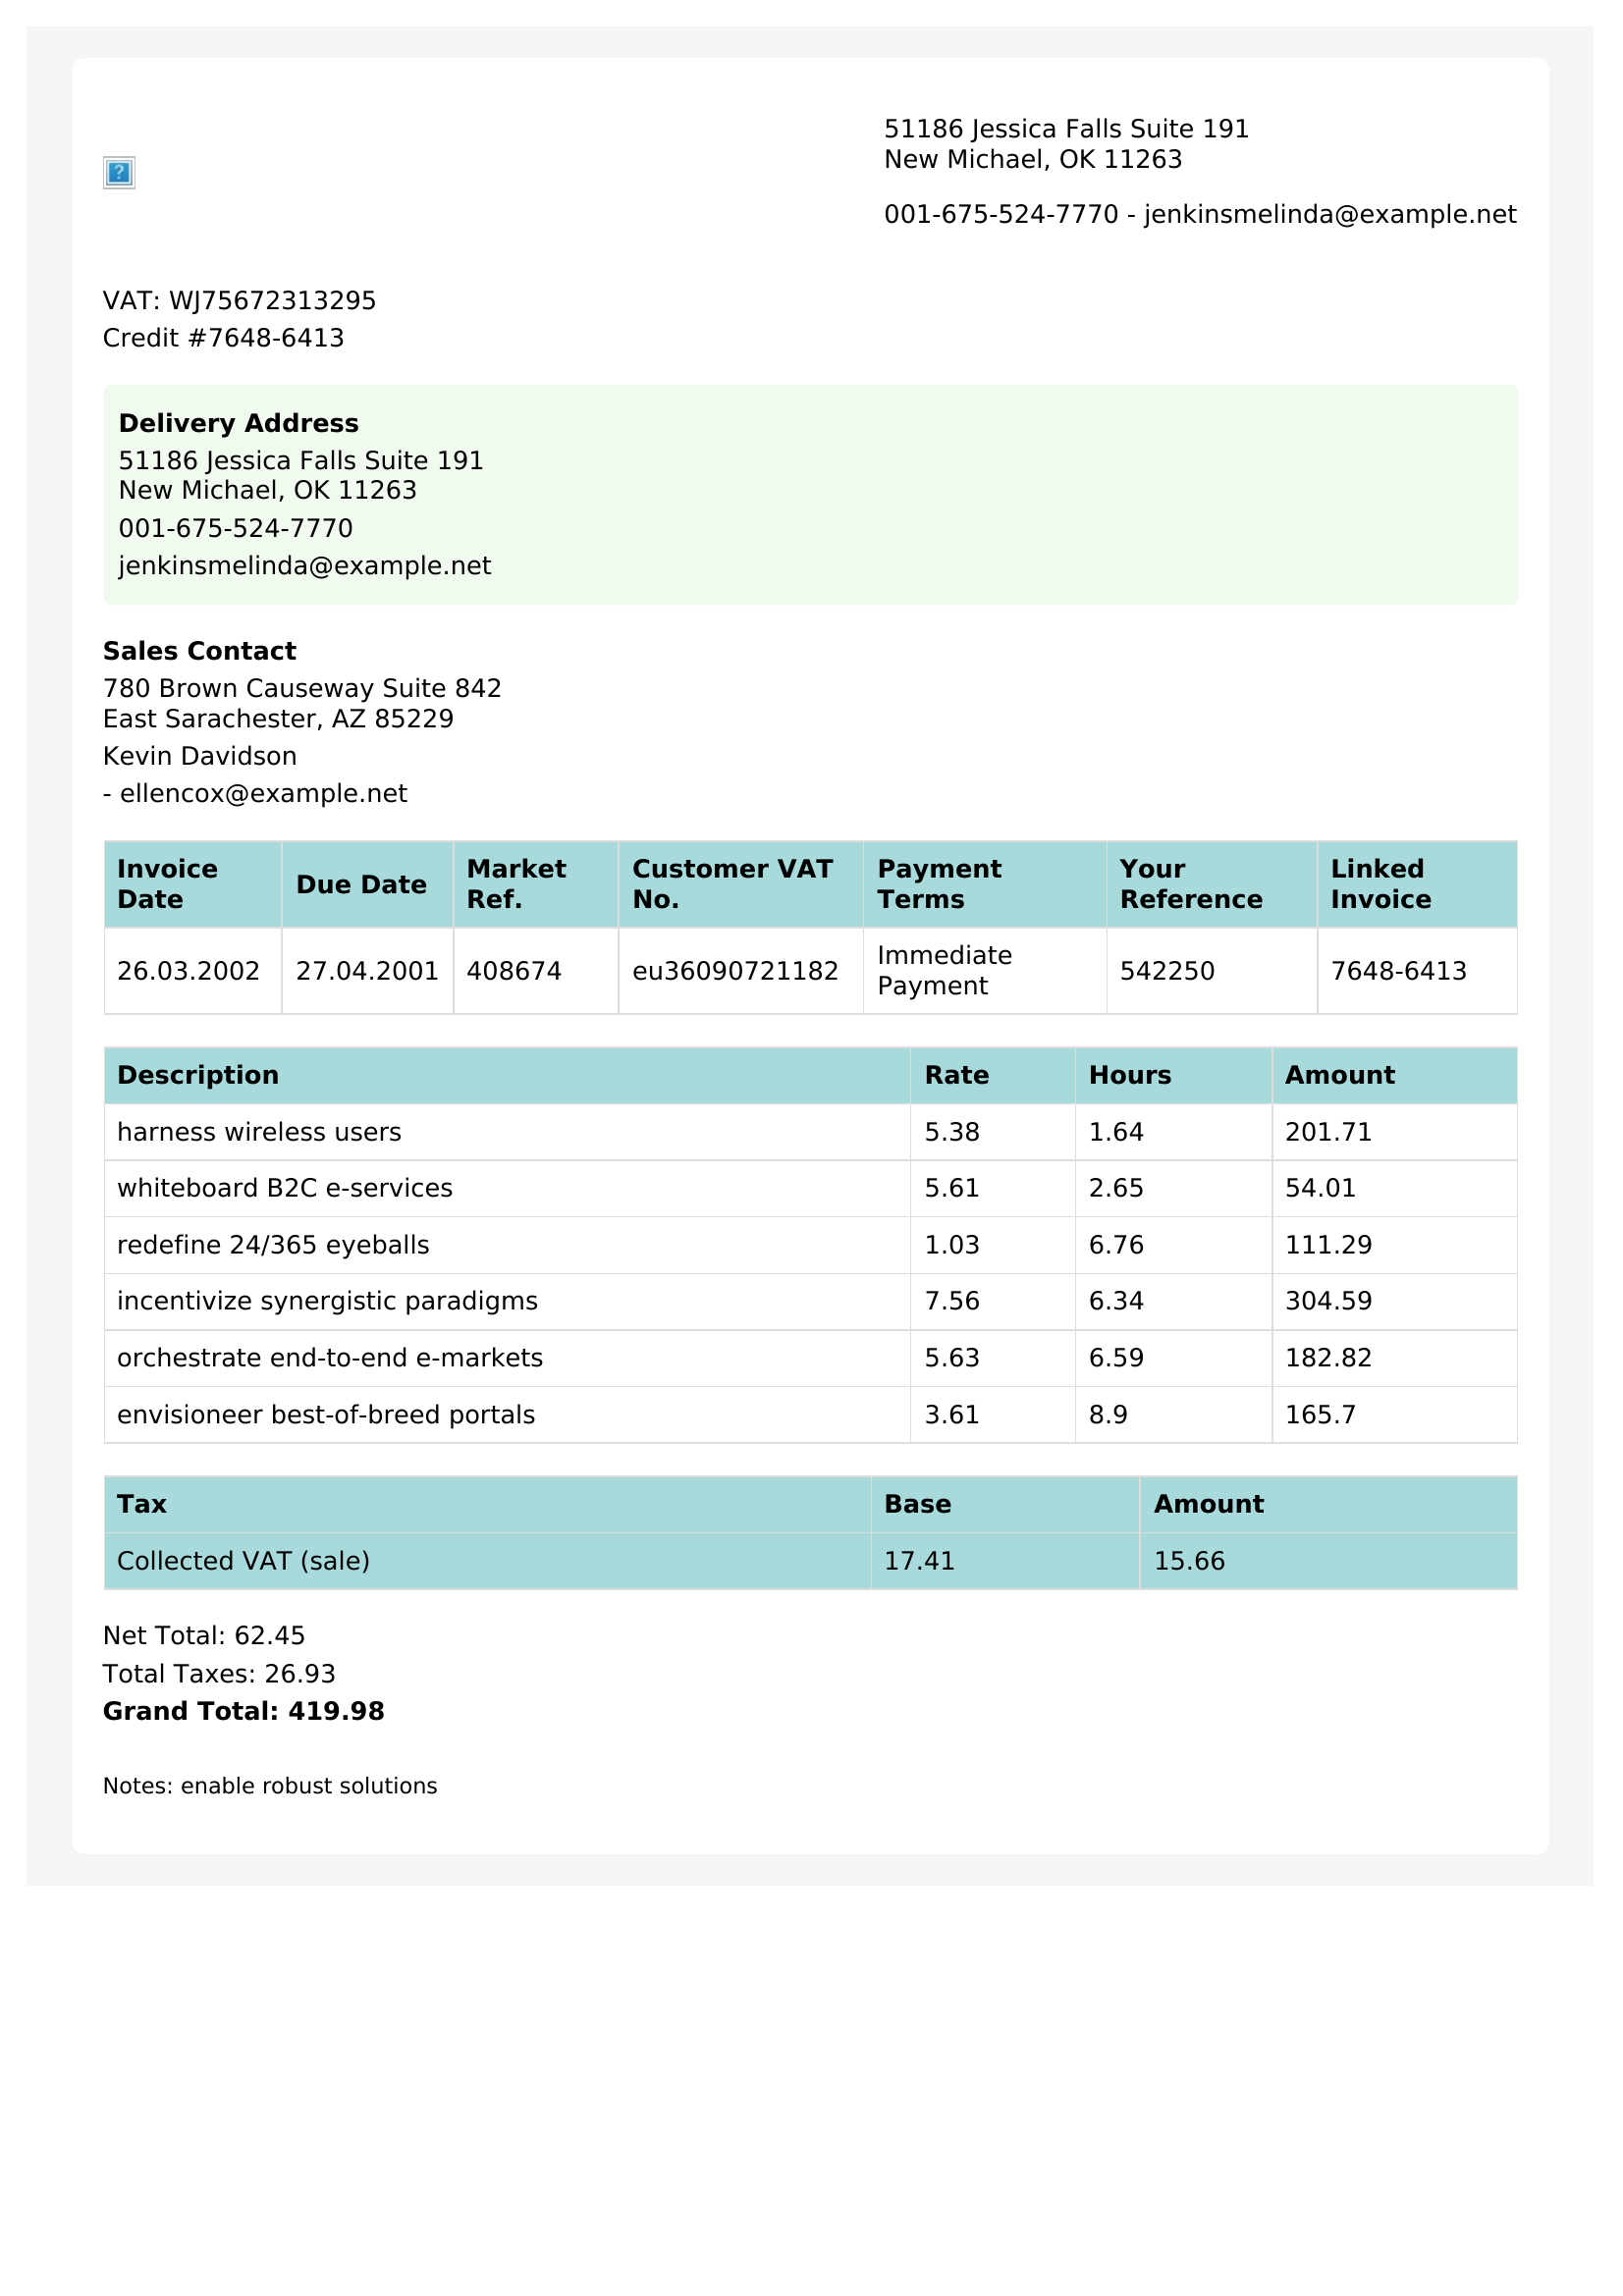 51186 Jessica Falls Suite 191
New Michael, OK 11263
001-675-524-7770 - jenkinsmelinda@example.net
VAT: WJ75672313295
Credit #7648-6413
Delivery Address
51186 Jessica Falls Suite 191
New Michael, OK 11263
001-675-524-7770
jenkinsmelinda@example.net
Sales Contact
780 Brown Causeway Suite 842
East Sarachester, AZ 85229
Kevin Davidson
- ellencox@example.net
Invoice Date Due Date Market Ref. Customer VAT No. Payment Terms Your Reference Linked Invoice
26.03.2002 27.04.2001 408674 eu36090721182 Immediate Payment 542250 7648-6413
Description Rate Hours Amount
harness wireless users 5.38 1.64 201.71
whiteboard B2C e-services 5.61 2.65 54.01
redefine 24/365 eyeballs 1.03 6.76 111.29
incentivize synergistic paradigms 7.56 6.34 304.59
orchestrate end-to-end e-markets 5.63 6.59 182.82
envisioneer best-of-breed portals 3.61 8.9 165.7
Tax Base Amount
Collected VAT (sale) 17.41 15.66
Net Total: 62.45
Total Taxes: 26.93
Grand Total: 419.98
Notes: enable robust solutions